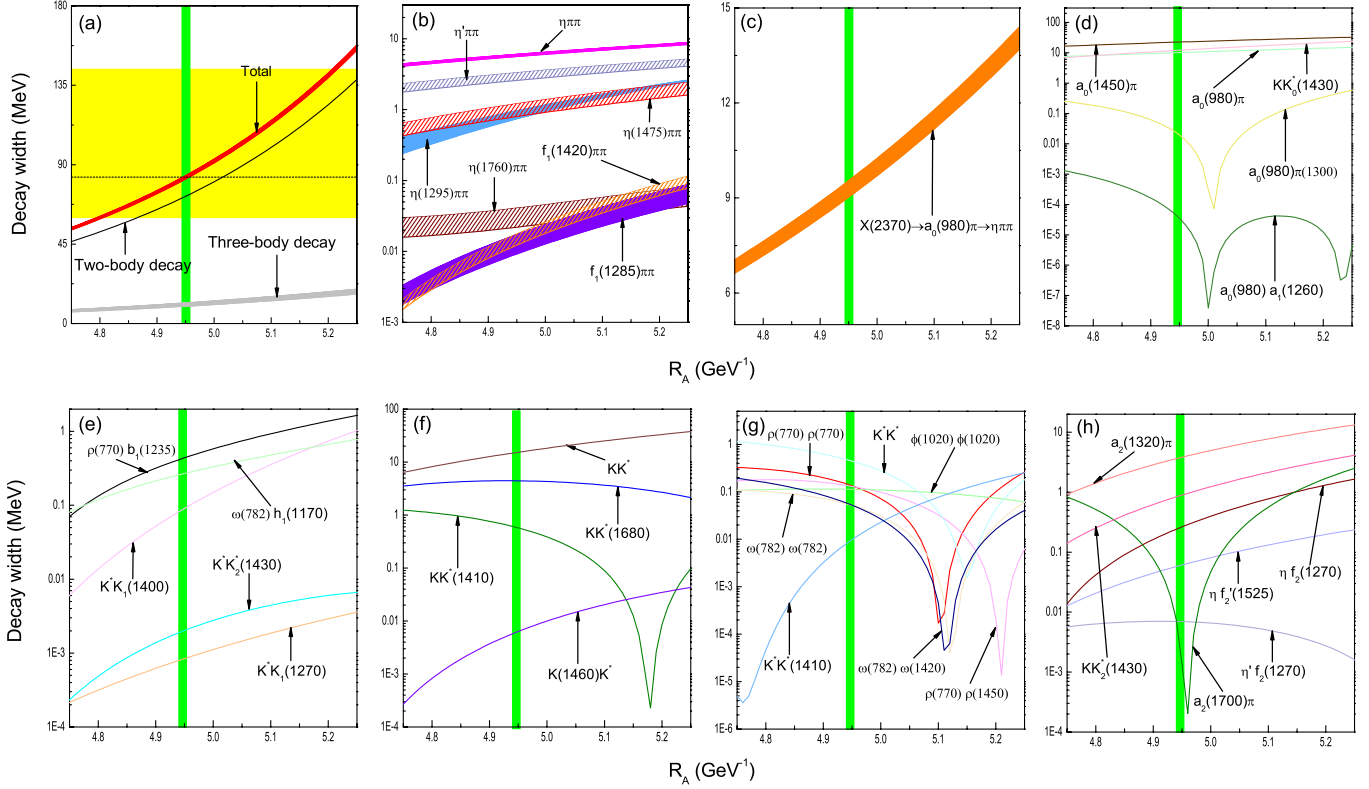 (a)
Decay width (MeV)
180
135
90
45
0
Total
Two-body decay
Three-body decay
4.8
4.9
5.0
5.1
5.2
(b)
100
10
1
0.1
0.01
1E-3
η'ππ
ηππ
η(1475)ππ
η(1295)ππ
η(1760)ππ
f1(1420)ππ
f1(1285)ππ
4.8
4.9
5.0
5.1
5.2
(c)
15
12
9
6
X(2370)→a0(980)π→ηππ
4.8
4.9
5.0
5.1
5.2
(d)
100
10
1
0.1
0.01
1E-3
1E-4
1E-5
1E-6
1E-7
1E-8
a0(1450)π
a0(980)π
KK*0(1430)
a0(980)π(1300)
a0(980) a1(1260)
4.8
4.9
5.0
5.1
5.2
RA (GeV-1)
(e)
Decay width (MeV)
1
0.1
0.01
1E-3
1E-4
ρ(770) b1(1235)
ω(782) h1(1170)
K*K1(1400)
K*K*2(1430)
K*K1(1270)
4.8
4.9
5.0
5.1
5.2
(f)
100
10
1
0.1
0.01
1E-3
1E-4
KK*
KK*(1680)
KK*(1410)
K(1460)K*
4.8
4.9
5.0
5.1
5.2
(g)
1
0.1
0.01
1E-3
1E-4
1E-5
1E-6
ρ(770) ρ(770)
K*K*
ϕ(1020) ϕ(1020)
ω(782) ω(782)
K*K*(1410)
ω(782) ω(1420)
ρ(770) ρ(1450)
4.8
4.9
5.0
5.1
5.2
(h)
10
1
0.1
0.01
1E-3
1E-4
a2(1320)π
η f2(1270)
η f2'(1525)
KK*2(1430)
η' f2(1270)
a2(1700)π
4.8
4.9
5.0
5.1
5.2
RA (GeV-1)